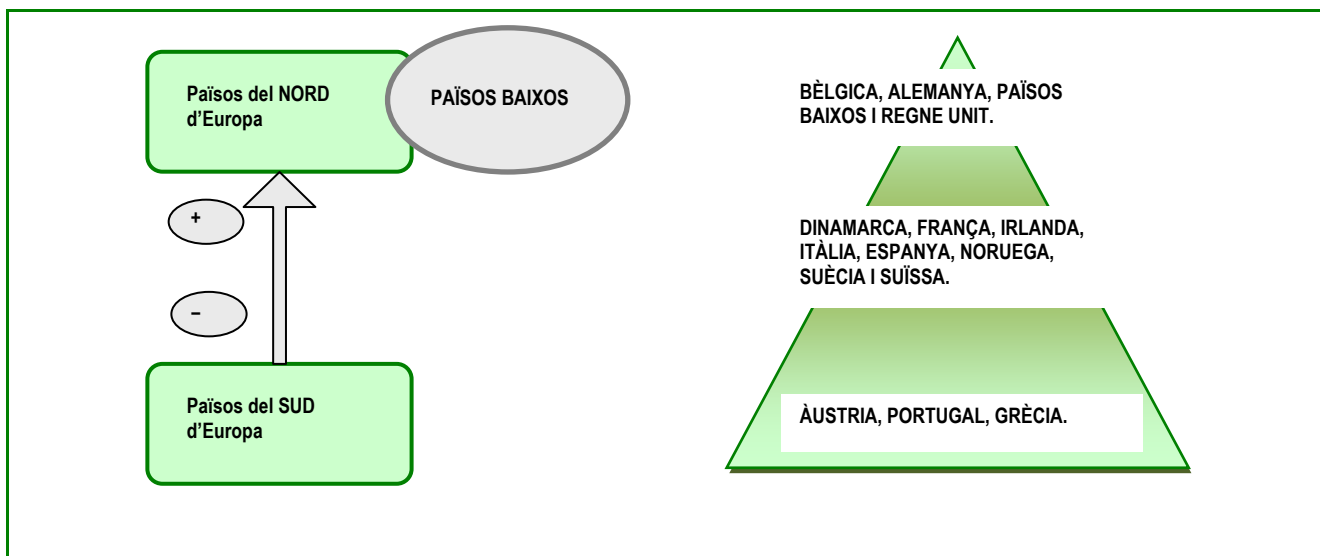 Països del NORD
d'Europa
PAÏSOS BAIXOS
+
–
Països del SUD
d'Europa
BÈLGICA, ALEMANYA, PAÏSOS
BAIXOS I REGNE UNIT.
DINAMARCA, FRANÇA, IRLANDA,
ITÀLIA, ESPANYA, NORUEGA,
SUÈCIA I SUÏSSA.
ÀUSTRIA, PORTUGAL, GRÈCIA.